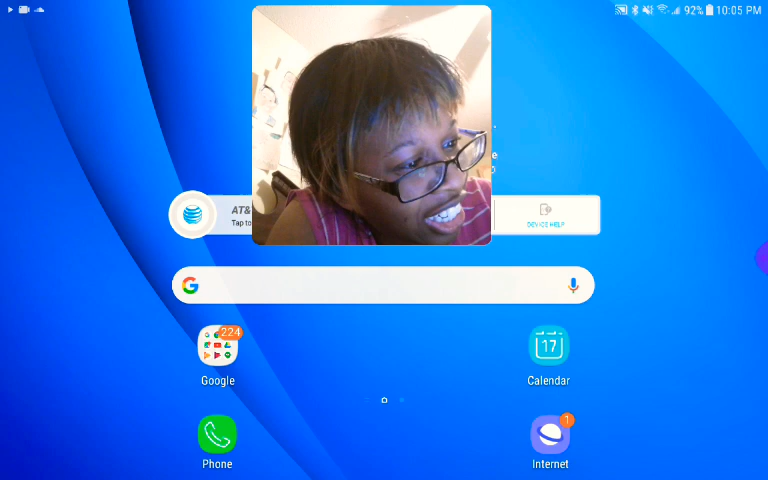 92% 10:05 PM
AT&
Tap to
DEVICE HELP
224
17
Google
Calendar
1
Phone
Internet